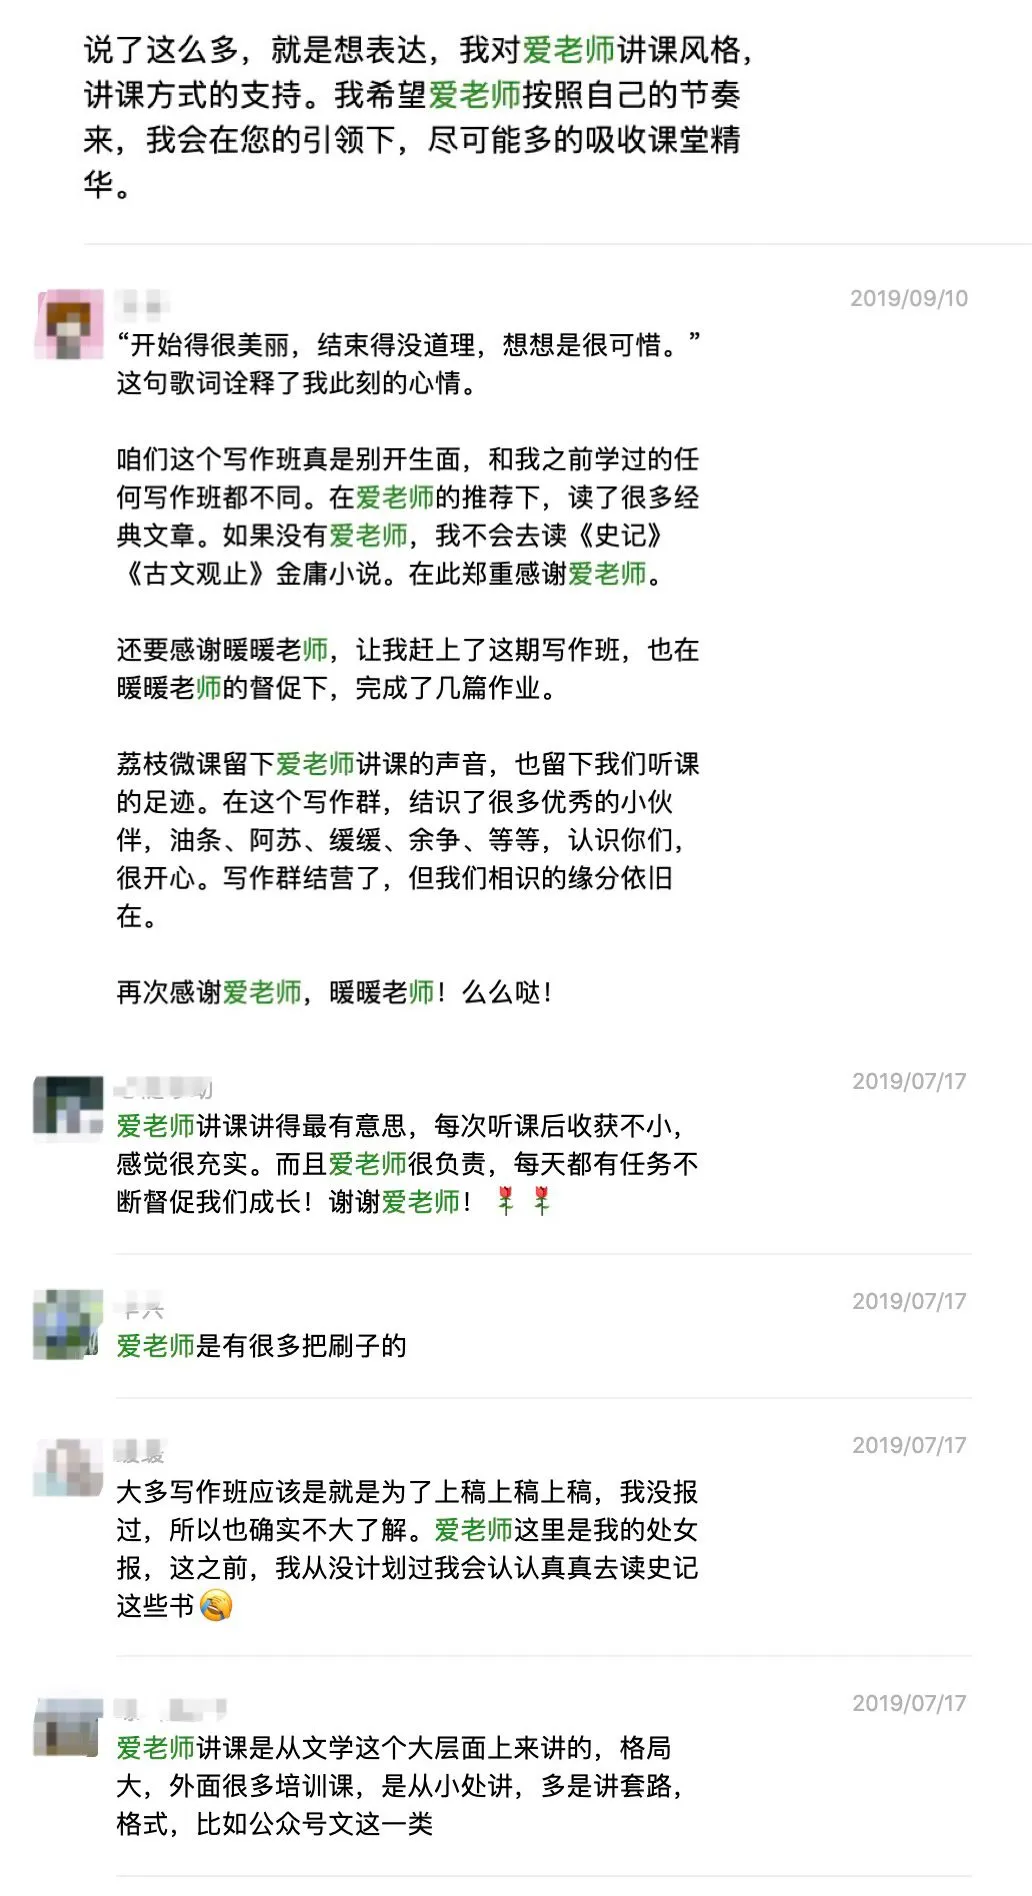 说了这么多，就是想表达，我对爱老师讲课风格，
讲课方式的支持。我希望爱老师按照自己的节奏
来，我会在您的引领下，尽可能多的吸收课堂精
华。
2019/09/10
“开始得很美丽，结束得没道理，想想是很可惜。”
这句歌词诠释了我此刻的心情。
咱们这个写作班真是别开生面，和我之前学过的任
何写作班都不同。在爱老师的推荐下，读了很多经
典文章。如果没有爱老师，我不会去读《史记》
《古文观止》金庸小说。在此郑重感谢爱老师。
还要感谢暖暖老师，让我赶上了这期写作班，也在
暖暖老师的督促下，完成了几篇作业。
荔枝微课留下爱老师讲课的声音，也留下我们听课
的足迹。在这个写作群，结识了很多优秀的小伙
伴，油条、阿苏、缓缓、余争、等等，认识你们，
很开心。写作群结营了，但我们相识的缘分依旧
在。
再次感谢爱老师，暖暖老师！么么哒！
2019/07/17
爱老师讲课讲得最有意思，每次听课后收获不小，
感觉很充实。而且爱老师很负责，每天都有任务不
断督促我们成长！谢谢爱老师！🌹🌹
2019/07/17
爱老师是有很多把刷子的
2019/07/17
大多写作班应该是就是为了上稿上稿上稿，我没报
过，所以也确实不大了解。爱老师这里是我的处女
报，这之前，我从没计划过我会认认真真去读史记
这些书
2019/07/17
爱老师讲课是从文学这个大层面上来讲的，格局
大，外面很多培训课，是从小处讲，多是讲套路，
格式，比如公众号文这一类